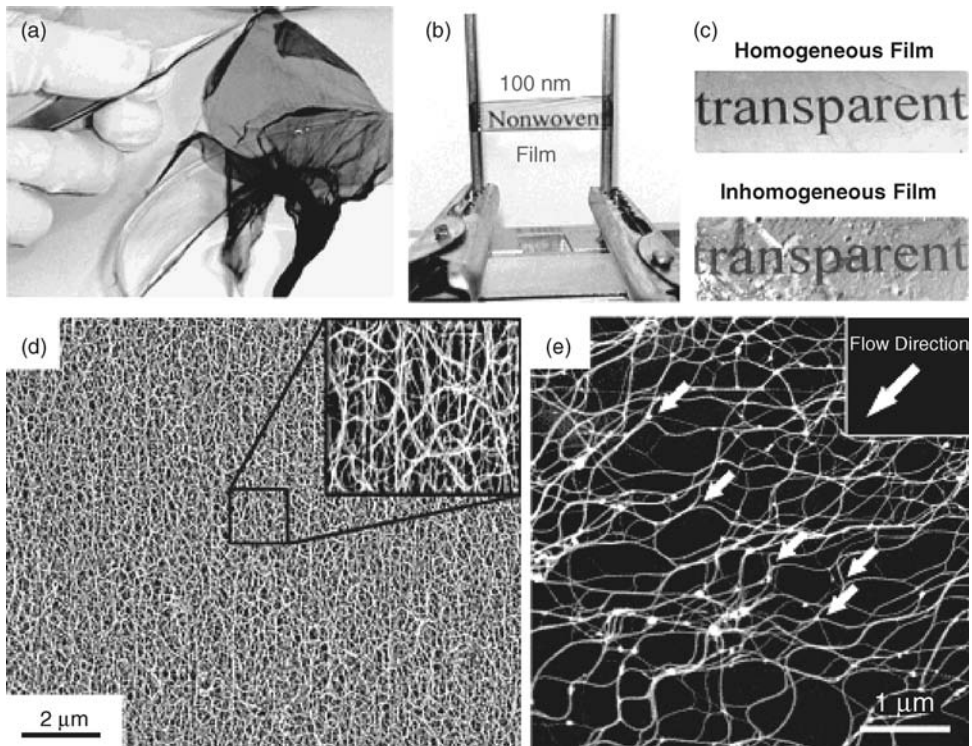 (a)
(b)
100 nm
Nonwoven
Film
(c)
Homogeneous Film
transparent
Inhomogeneous Film
transparent
(d)
2 μm
(e)
Flow Direction
1 μm